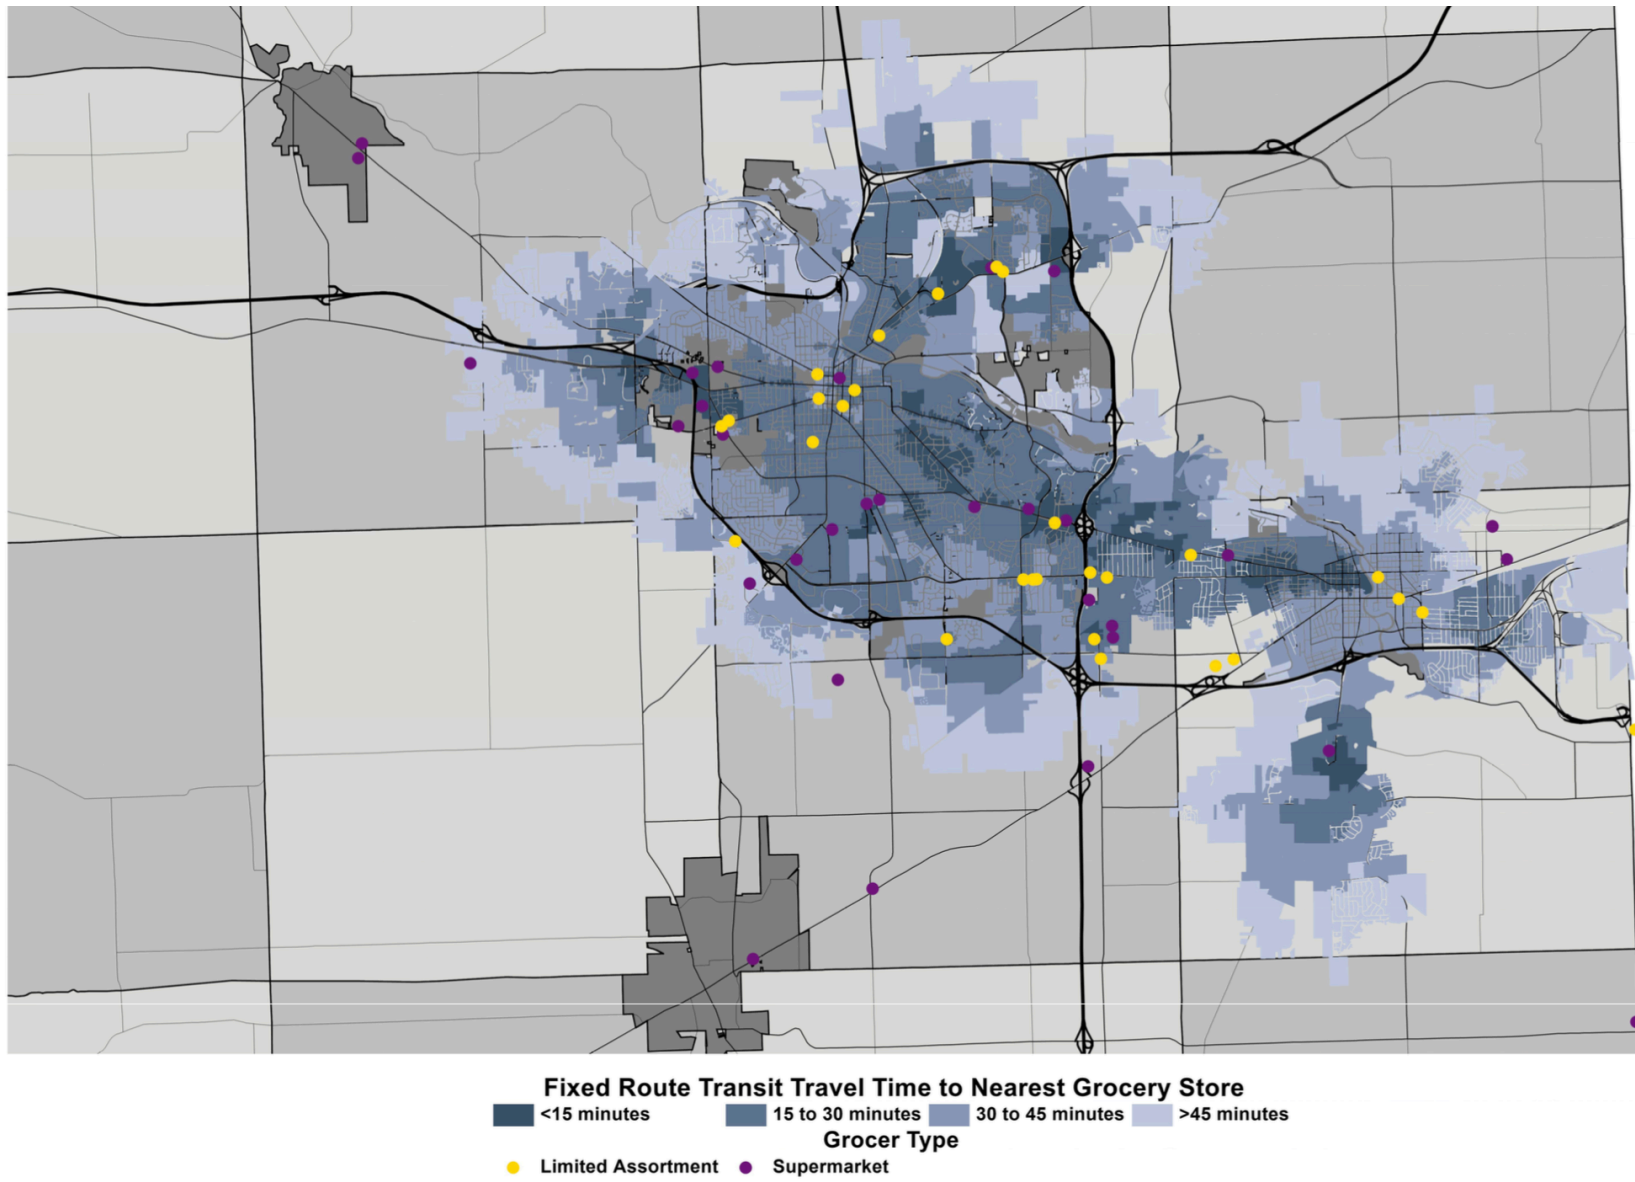 Fixed Route Transit Travel Time to Nearest Grocery Store
<15 minutes 15 to 30 minutes 30 to 45 minutes >45 minutes
Grocer Type
Limited Assortment Supermarket